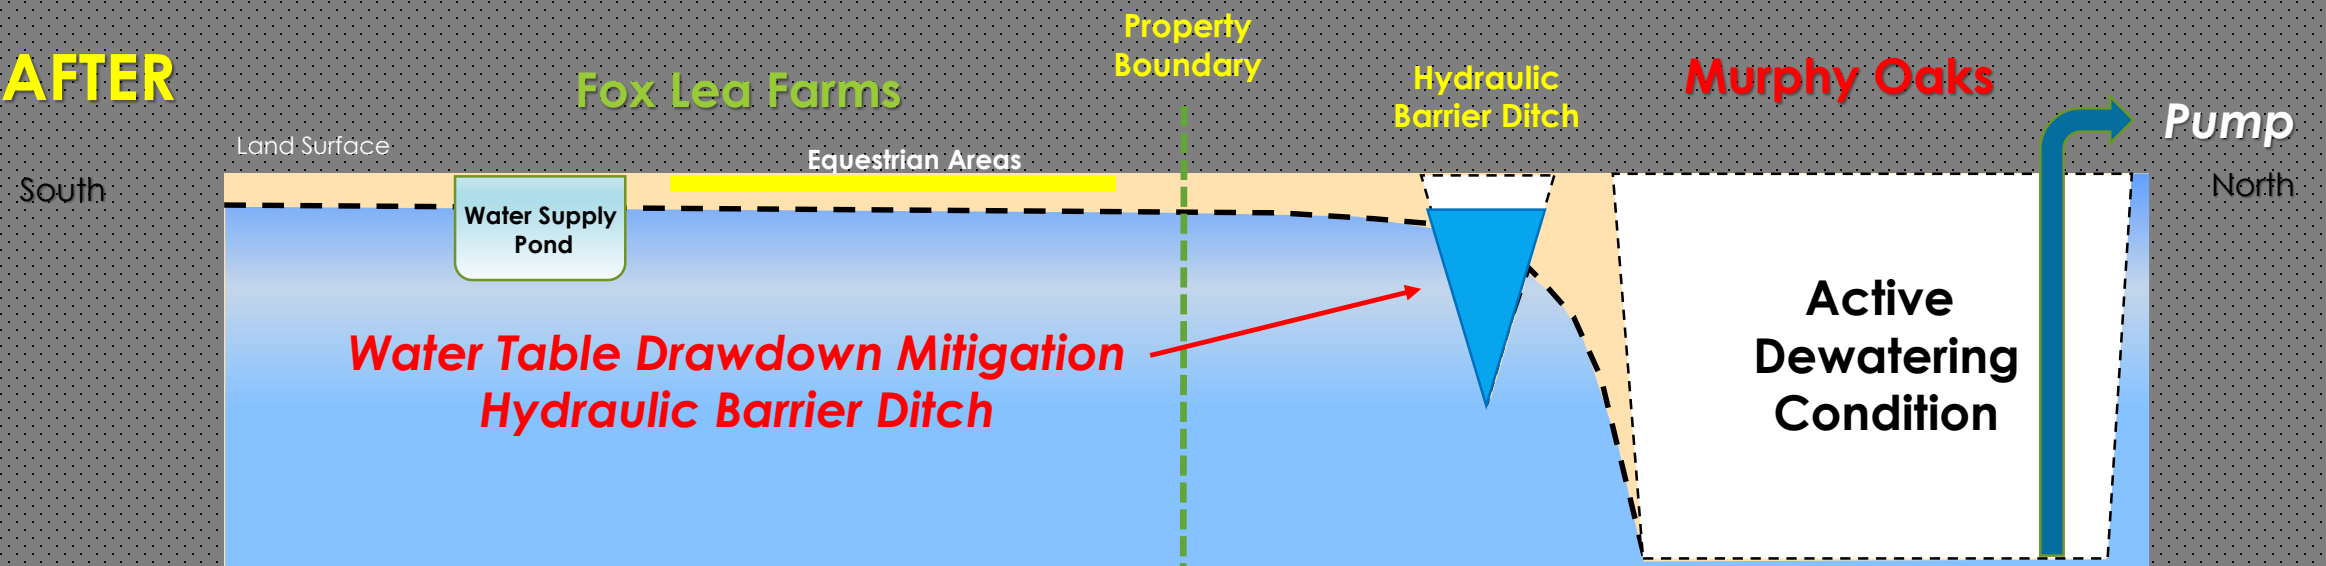 AFTER
Fox Lea Farms
Property
Boundary
Hydraulic
Barrier Ditch
Murphy Oaks
Pump
Land Surface
Equestrian Areas
South
North
Water Supply
Pond
Water Table Drawdown Mitigation
Hydraulic Barrier Ditch
Active
Dewatering
Condition